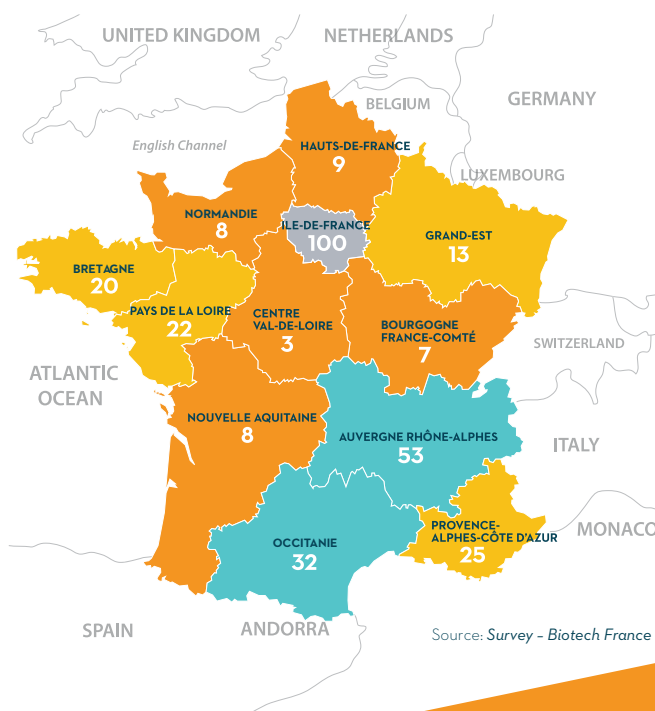 UNITED KINGDOM
NETHERLANDS
BELGIUM
GERMANY
English Channel
HAUTS-DE-FRANCE
9
LUXEMBOURG
NORMANDIE
8
ILE-DE-FRANCE
100
GRAND-EST
13
BRETAGNE
20
PAYS DE LA LOIRE
22
CENTRE
VAL-DE-LOIRE
3
BOURGOGNE
FRANCE-COMTÉ
7
SWITZERLAND
ATLANTIC
OCEAN
NOUVELLE AQUITAINE
8
AUVERGNE RHÔNE-ALPHES
53
ITALY
PROVENCE-
ALPHES-CÔTE D'AZUR
25
MONACO
OCCITANIE
32
SPAIN
ANDORRA
Source: Survey – Biotech France